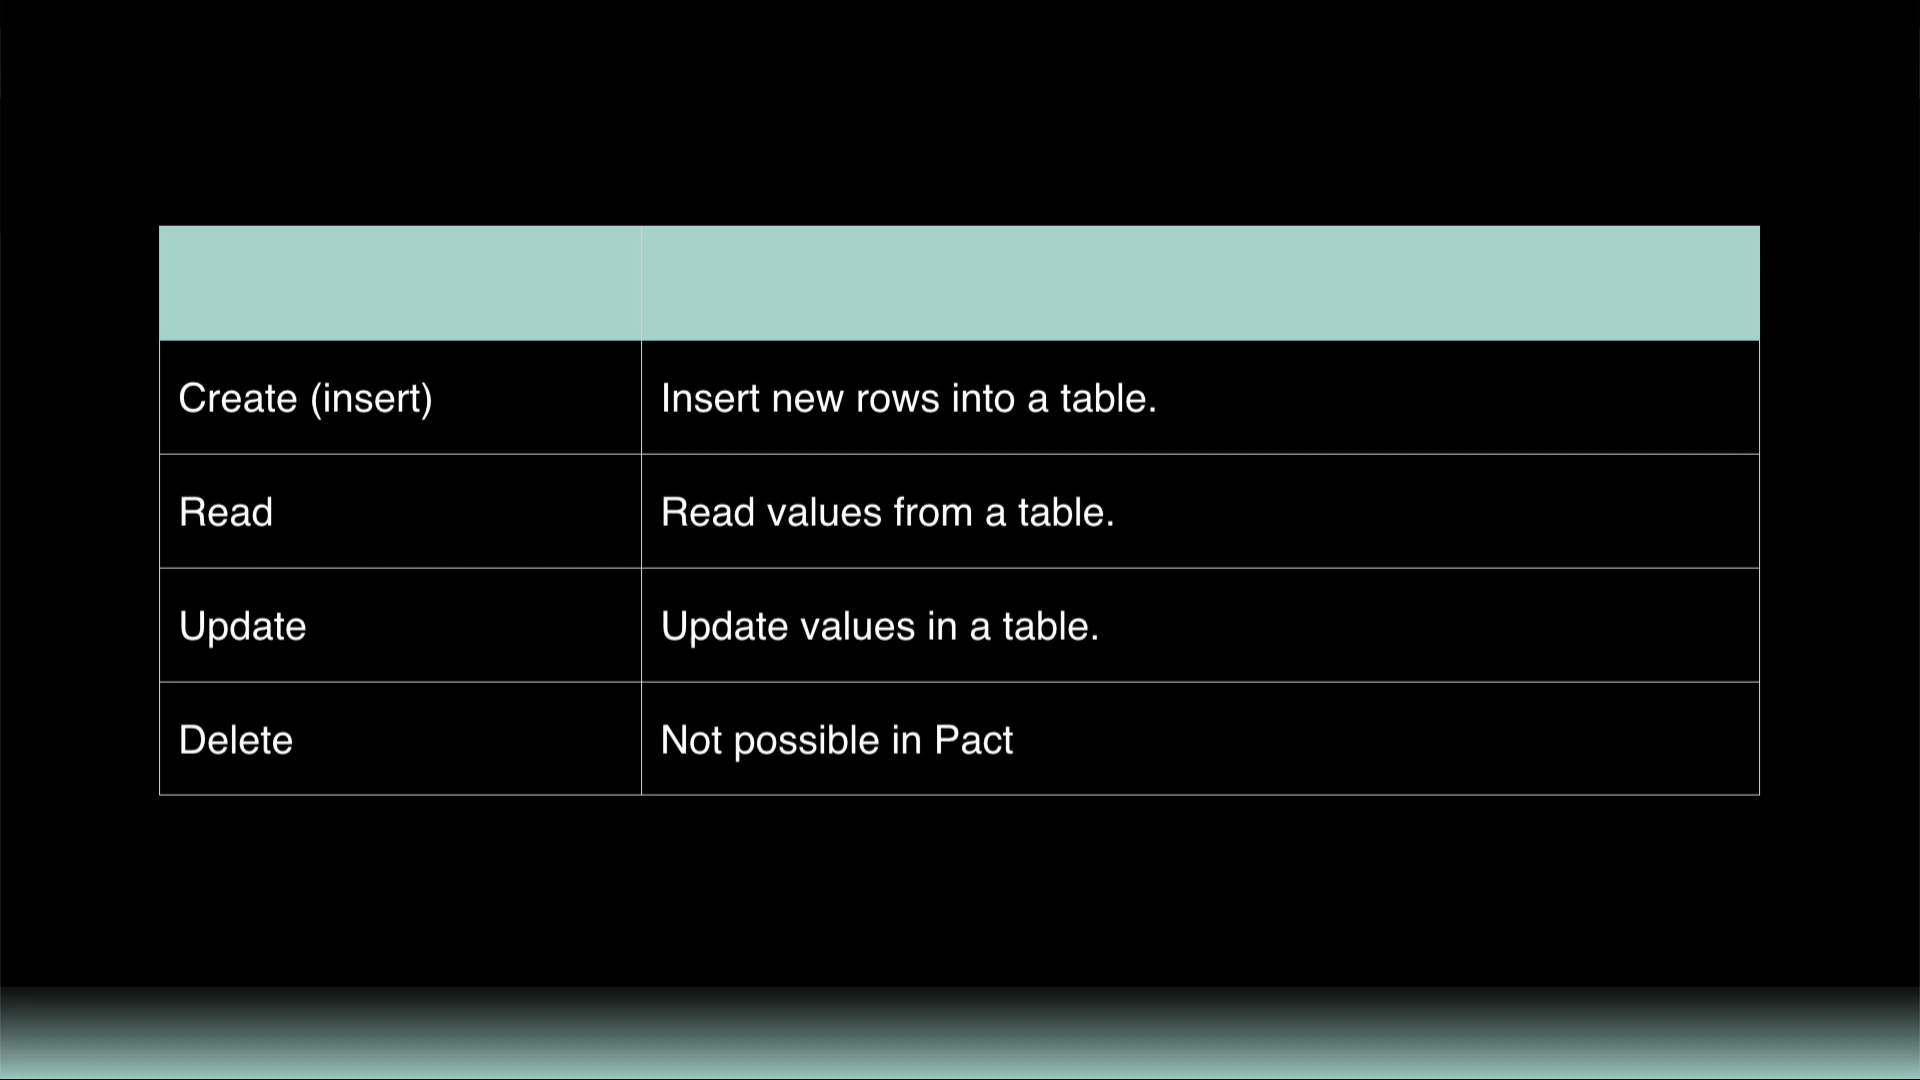 Create (insert) Insert new rows into a table.
Read Read values from a table.
Update Update values in a table.
Delete Not possible in Pact